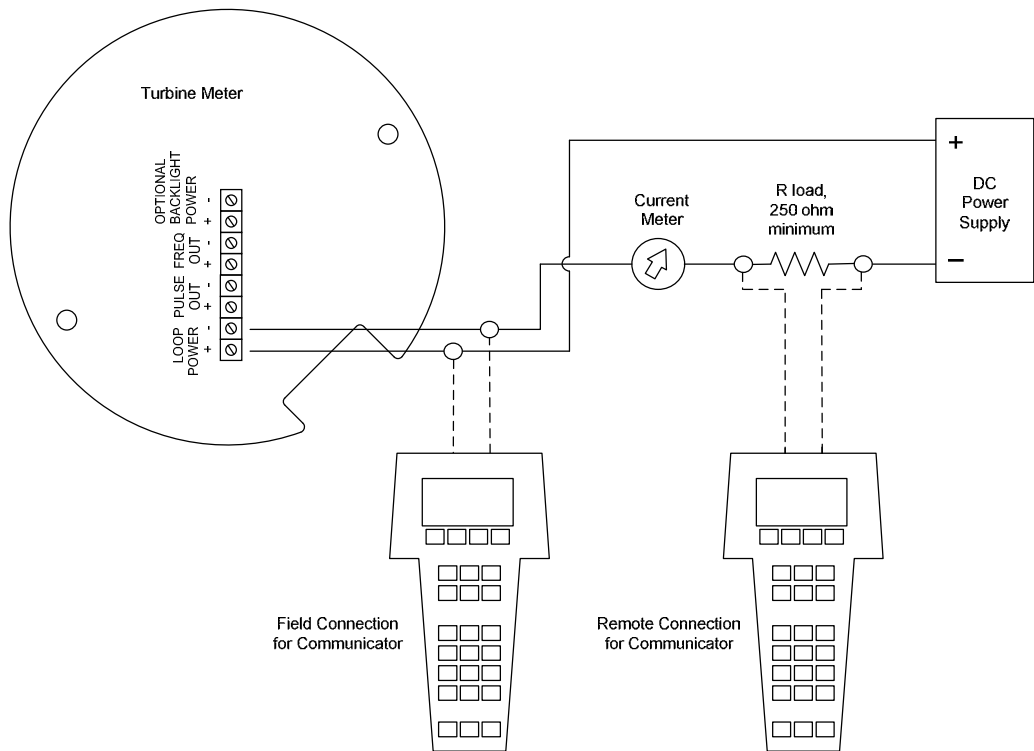 Turbine Meter
OPTIONAL
BACKLIGHT
POWER
- 
+
FREQ
OUT
-
+
PULSE
OUT
-
+
LOOP
POWER
-
+
Current
Meter
R load,
250 ohm
minimum
+
DC
Power
Supply
–
Field Connection
for Communicator
Remote Connection
for Communicator